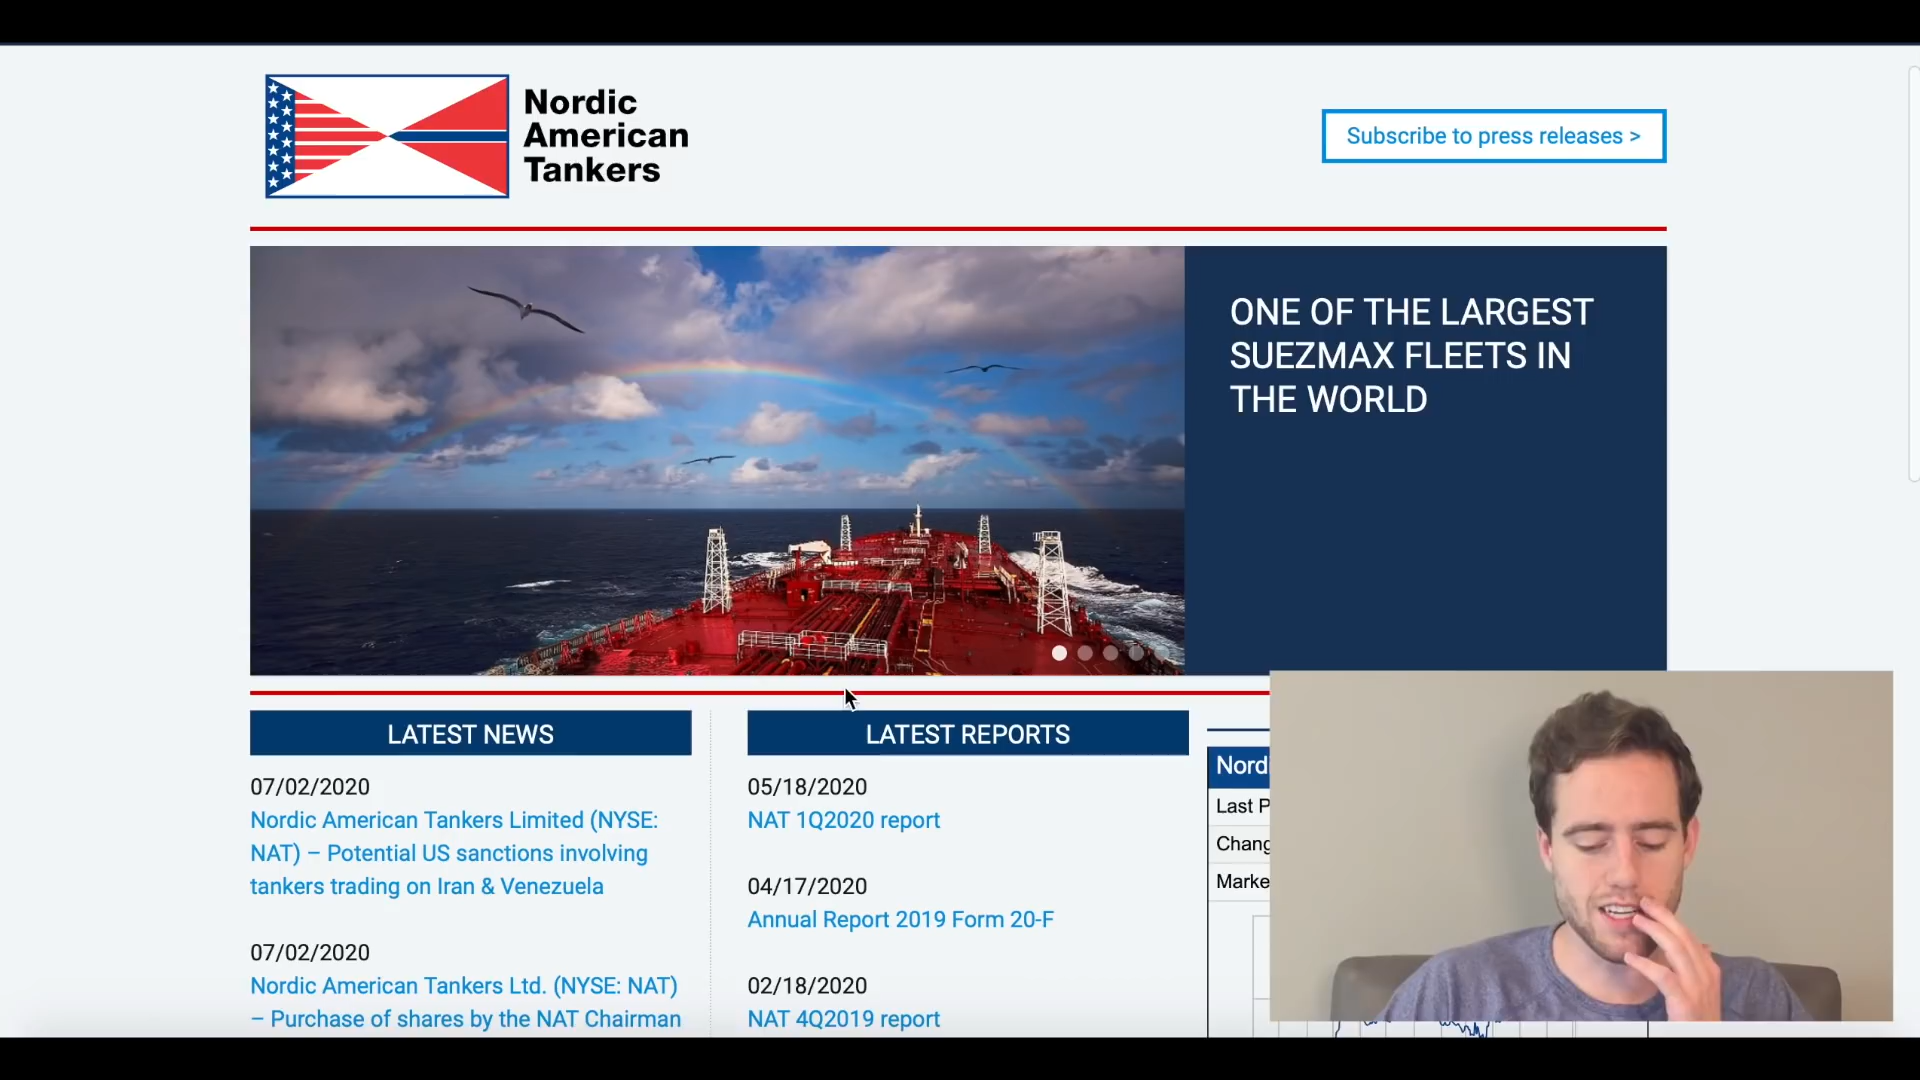 Nordic
American
Tankers
Subscribe to press releases >
ONE OF THE LARGEST
SUEZMAX FLEETS IN
THE WORLD
LATEST NEWS
07/02/2020
Nordic American Tankers Limited (NYSE:
NAT) – Potential US sanctions involving
tankers trading on Iran & Venezuela
07/02/2020
Nordic American Tankers Ltd. (NYSE: NAT)
– Purchase of shares by the NAT Chairman
LATEST REPORTS
05/18/2020
NAT 1Q2020 report
04/17/2020
Annual Report 2019 Form 20-F
02/18/2020
NAT 4Q2019 report